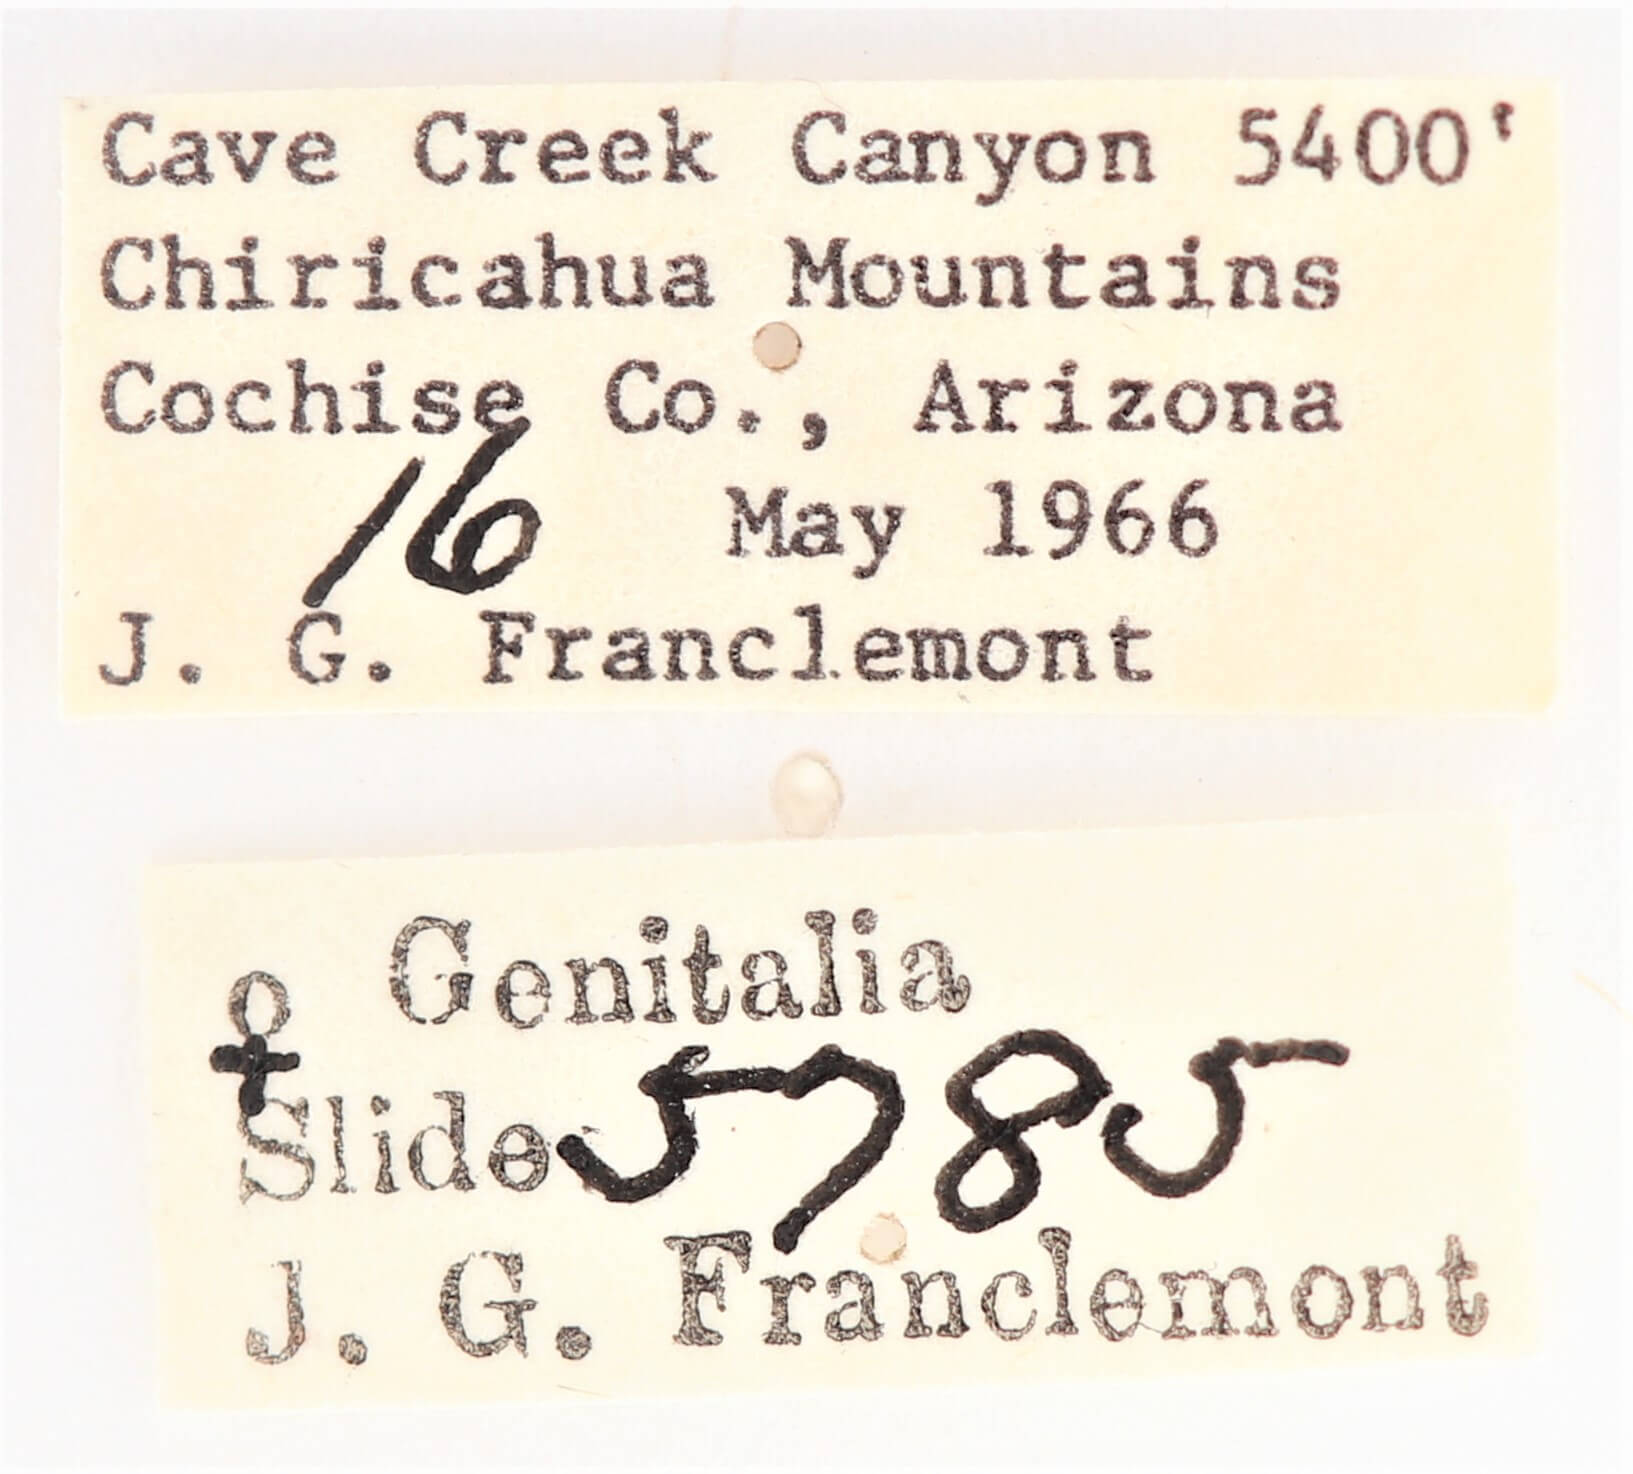 Cave Creek Canyon 5400'
Chiricahua Mountains
Cochise Co., Arizona
16 May 1966
J. G. Franclemont
♀ Genitalia
Slide 5785
J. G. Franclemont